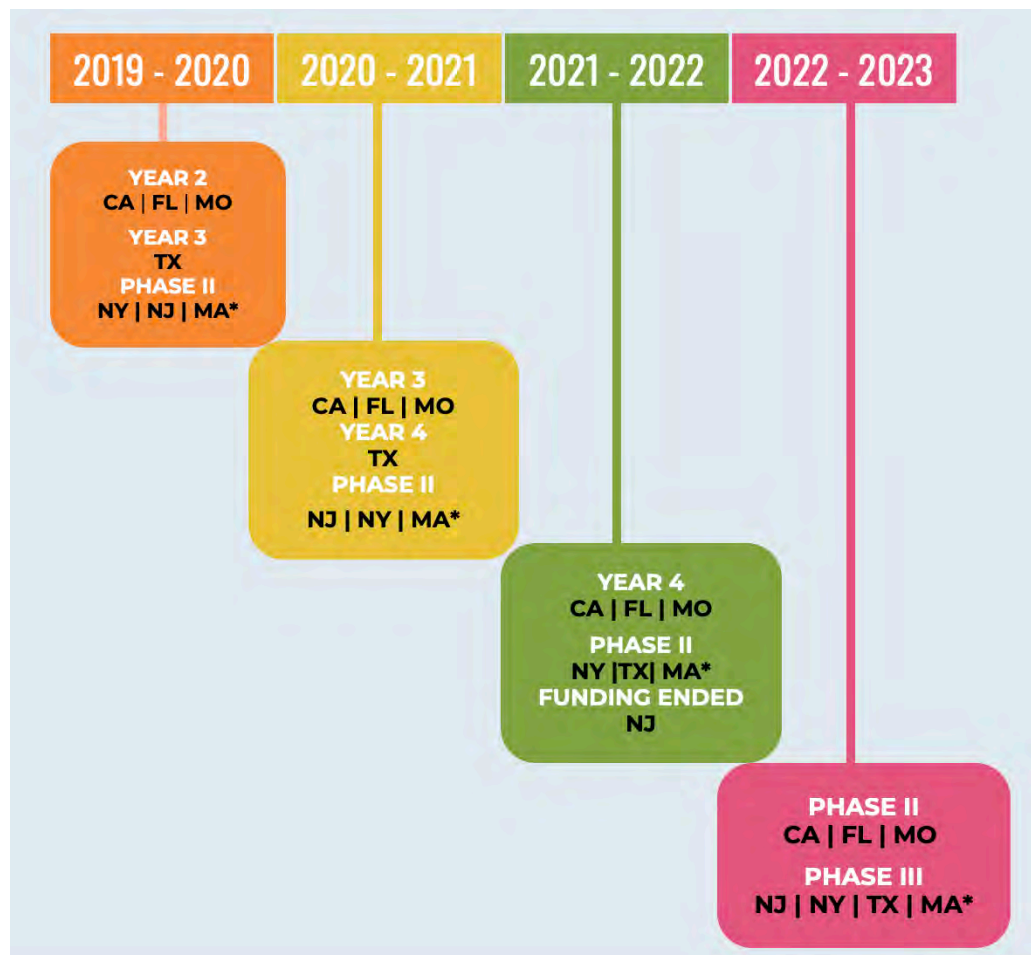 2019 - 2020
2020 - 2021
2021 - 2022
2022 - 2023
YEAR 2
CA | FL | MO
YEAR 3
TX
PHASE II
NY | NJ | MA*
YEAR 3
CA | FL | MO
YEAR 4
TX
PHASE II
NJ | NY | MA*
YEAR 4
CA | FL | MO
PHASE II
NY |TX| MA*
FUNDING ENDED
NJ
PHASE II
CA | FL | MO
PHASE III
NJ | NY | TX | MA*